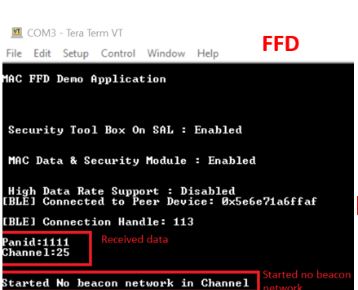 COM3 - Tera Term VT
File Edit Setup Control Window Help
FFD
MAC FFD Demo Application
Security Tool Box On SAL : Enabled
MAC Data & Security Module : Enabled
High Data Rate Support : Disabled
[BLE] Connected to Peer Device: 0x5e6e71a6ffaf
[BLE] Connection Handle: 113
Panid:1111
Received data
Channel:25
Started No beacon network in Channel
Started no beacon
network